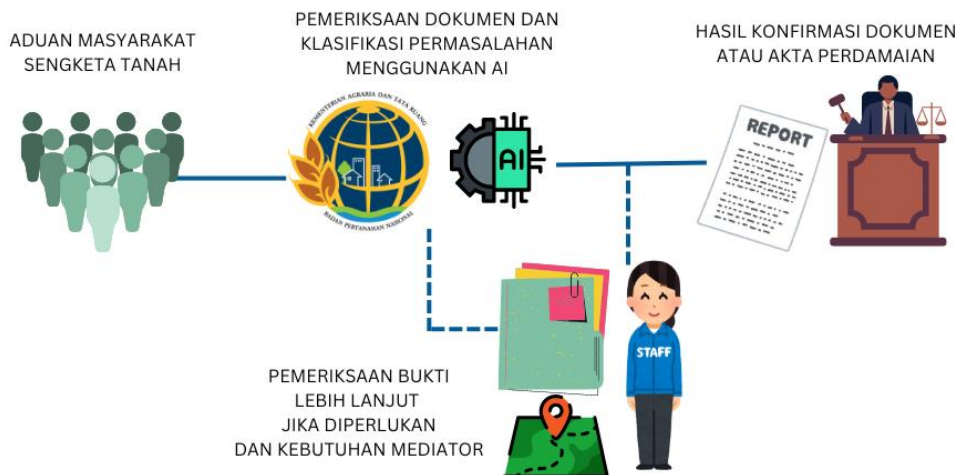 ADUAN MASYARAKAT
SENGKETA TANAH
PEMERIKSAAN DOKUMEN DAN
KLASIFIKASI PERMASALAHAN
MENGGUNAKAN AI
HASIL KONFIRMASI DOKUMEN
ATAU AKTA PERDAMAIAN
KEMENTERIAN AGRARIA DAN TATA RUANG
BADAN PERTANAHAN NASIONAL
AI
REPORT
STAFF
PEMERIKSAAN BUKTI
LEBIH LANJUT
JIKA DIPERLUKAN
DAN KEBUTUHAN MEDIATOR